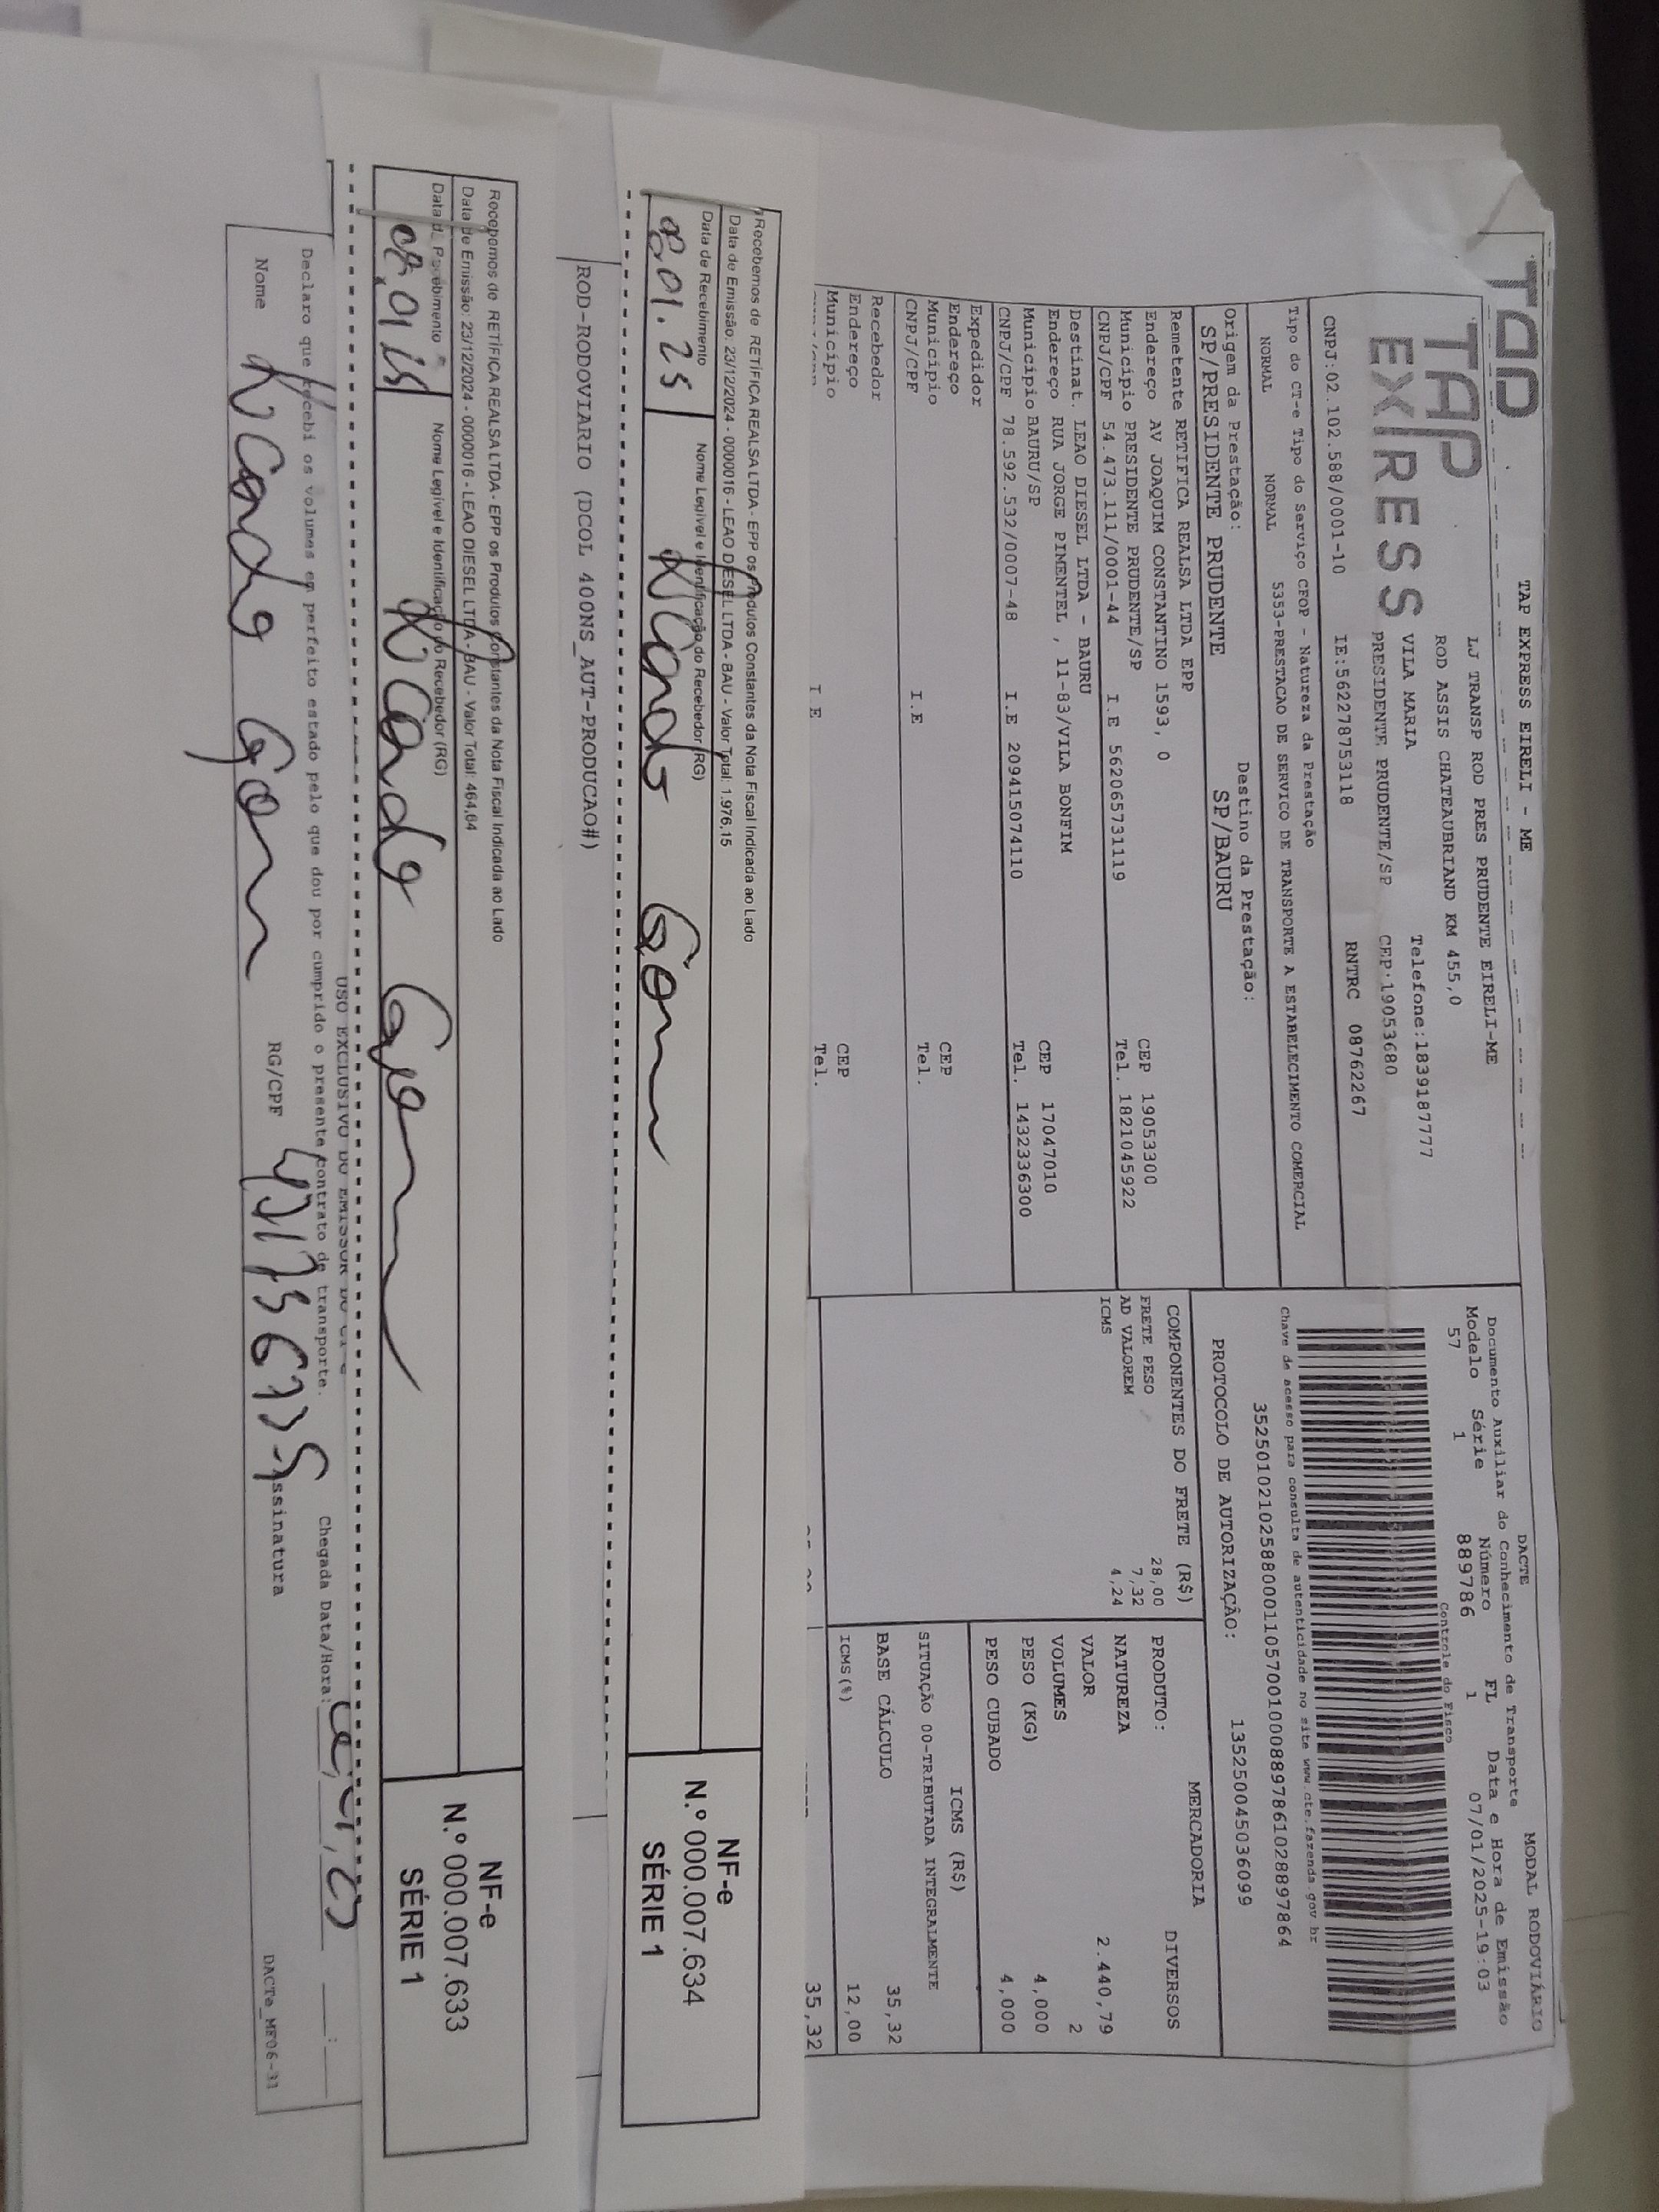 TAP EXPRESS EIRELI - ME
TAP
EXPRESS
LJ TRANSP ROD PRES PRUDENTE EIRELI-ME
ROD ASSIS CHATEAUBRIAND KM 455,0
VILA MARIA Telefone:1839187777
PRESIDENTE PRUDENTE/SP CEP:19053680
CNPJ:02.102.588/0001-10 IE:562278753118 RNTRC 08762267
Tipo do CT-e Tipo do Serviço CFOP - Natureza da Prestação
NORMAL NORMAL 5353-PRESTACAO DE SERVICO DE TRANSPORTE A ESTABELECIMENTO COMERCIAL
Origem da Prestação: Destino da Prestação:
SP/PRESIDENTE PRUDENTE SP/BAURU
Remetente RETIFICA REALSA LTDA EPP
Endereço AV JOAQUIM CONSTANTINO 1593, 0 CEP 19053300
Município PRESIDENTE PRUDENTE/SP Tel. 1821045922
CNPJ/CPF 54.473.111/0001-44 I.E 562065731119
Destinat. LEAO DIESEL LTDA - BAURU
Endereço RUA JORGE PIMENTEL , 11-83/VILA BONFIM CEP 17047010
Município BAURU/SP Tel. 1432336300
CNPJ/CPF 78.592.532/0007-48 I.E 209415074110
Expedidor
Endereço CEP
Município Tel.
CNPJ/CPF I.E
Recebedor
Endereço CEP
Município Tel.
I E
DACTE MODAL RODOVIÁRIO
Documento Auxiliar do Conhecimento de Transporte
Modelo Série Número FL Data e Hora de Emissão
57 1 889786 1 07/01/2025-19:03
Controle do Fisco
Chave de acesso para consulta de autenticidade no site www.cte.fazenda.gov.br
35250102102588000110570010008897861028897864
PROTOCOLO DE AUTORIZAÇÃO: 135250045036099
COMPONENTES DO FRETE (R$)
FRETE PESO 28,00
AD VALOREM 7,32
ICMS 4,24
MERCADORIA
PRODUTO: DIVERSOS
NATUREZA
VALOR 2.440,79
VOLUMES 2
PESO (KG) 4,000
PESO CUBADO 4,000
ICMS (R$)
SITUAÇÃO 00-TRIBUTADA INTEGRALMENTE
BASE CÁLCULO 35,32
ICMS(%) 12,00
35,32
Recebemos de RETÍFICA REALSA LTDA - EPP os Produtos Constantes da Nota Fiscal Indicada ao Lado
Data de Emissão: 23/12/2024 - 0000016 - LEAO DIESEL LTDA - BAU - Valor Total: 1.976,15
Data de Recebimento Nome Legível e Identificação do Recebedor (RG)
8.01.25
NF-e
N.º 000.007.634
SÉRIE 1
ROD-RODOVIARIO (DCOL 400NS_AUT-PRODUCAO#)
Recebemos de RETÍFICA REALSA LTDA - EPP os Produtos Constantes da Nota Fiscal Indicada ao Lado
Data de Emissão: 23/12/2024 - 0000016 - LEAO DIESEL LTDA - BAU - Valor Total: 464,64
Data de Recebimento Nome Legível e Identificação do Recebedor (RG)
NF-e
N.º 000.007.633
SÉRIE 1
USO EXCLUSIVO DO EMISSOR DO CT-e
Declaro que recebi os volumes em perfeito estado pelo que dou por cumprido o presente contrato de transporte. Chegada Data/Hora:
Nome RG/CPF Assinatura